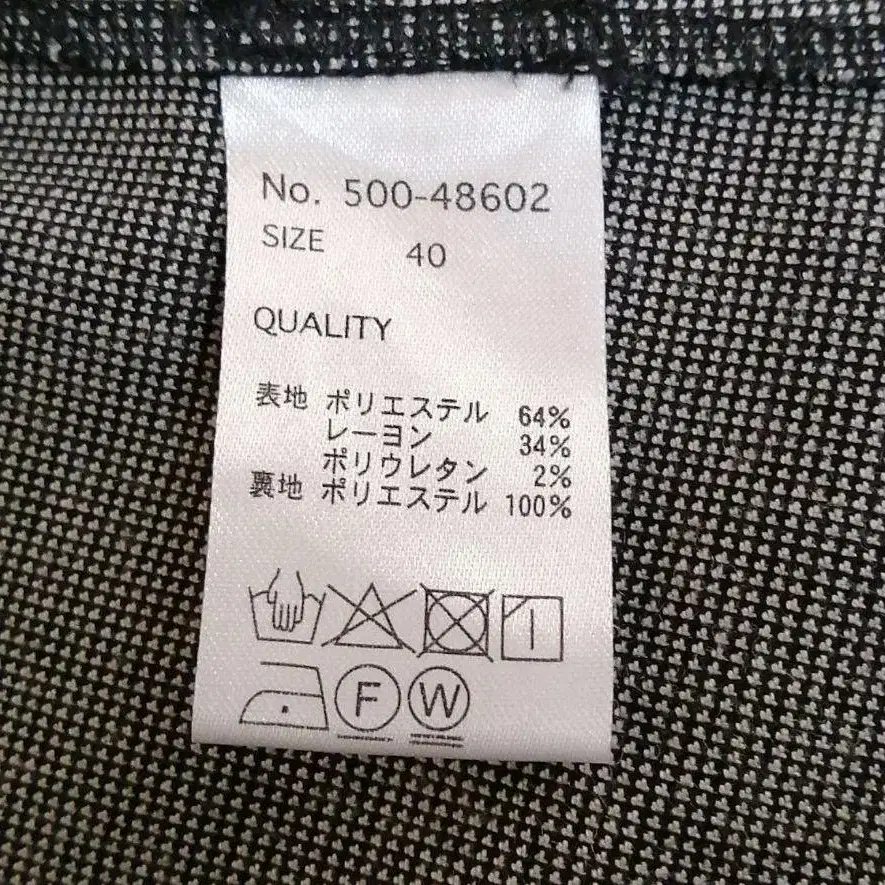 No. 500-48602
SIZE 40
QUALITY
表地 ポリエステル 64%
レーヨン 34%
ポリウレタン 2%
裏地 ポリエステル 100%
F W